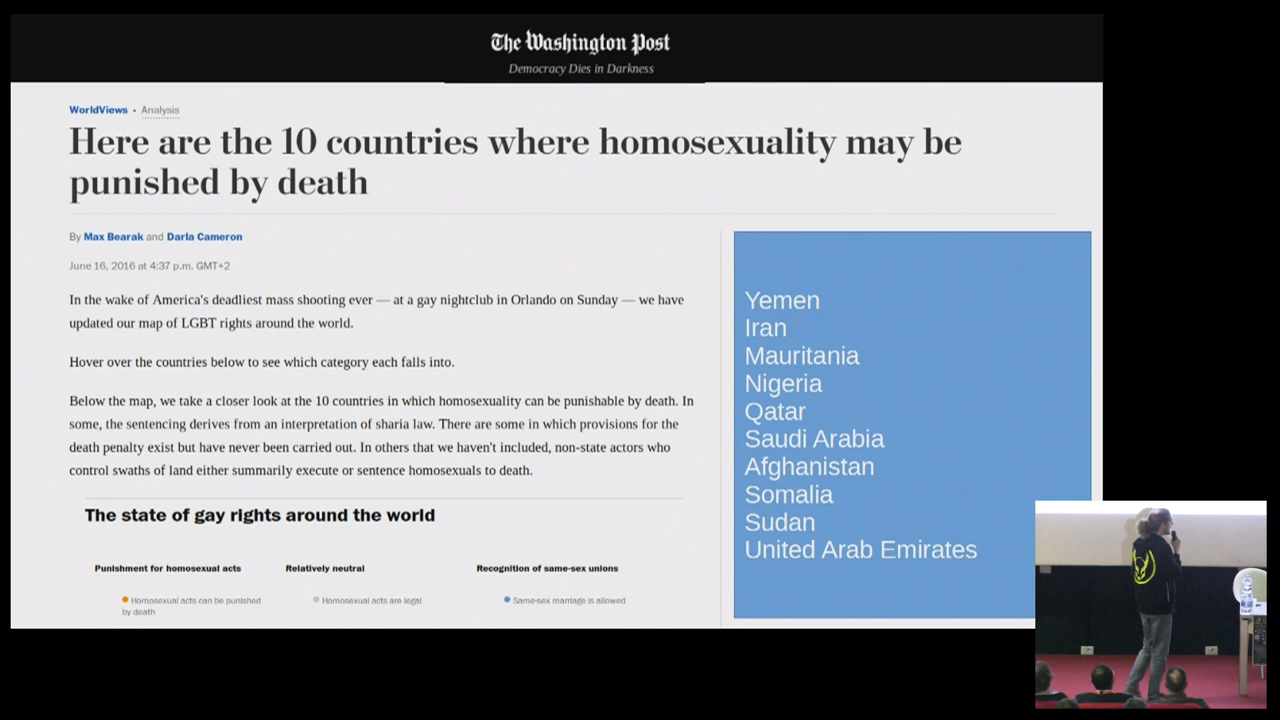 The Washington Post
Democracy Dies in Darkness
WorldViews • Analysis
Here are the 10 countries where homosexuality may be
punished by death
By Max Bearak and Darla Cameron
June 16, 2016 at 4:37 p.m. GMT+2
In the wake of America's deadliest mass shooting ever — at a gay nightclub in Orlando on Sunday — we have
updated our map of LGBT rights around the world.
Hover over the countries below to see which category each falls into.
Below the map, we take a closer look at the 10 countries in which homosexuality can be punishable by death. In
some, the sentencing derives from an interpretation of sharia law. There are some in which provisions for the
death penalty exist but have never been carried out. In others that we haven't included, non-state actors who
control swaths of land either summarily execute or sentence homosexuals to death.
The state of gay rights around the world
Punishment for homosexual acts
Homosexual acts can be punished
by death
Relatively neutral
Homosexual acts are legal
Recognition of same-sex unions
Same-sex marriage is allowed
Yemen
Iran
Mauritania
Nigeria
Qatar
Saudi Arabia
Afghanistan
Somalia
Sudan
United Arab Emirates